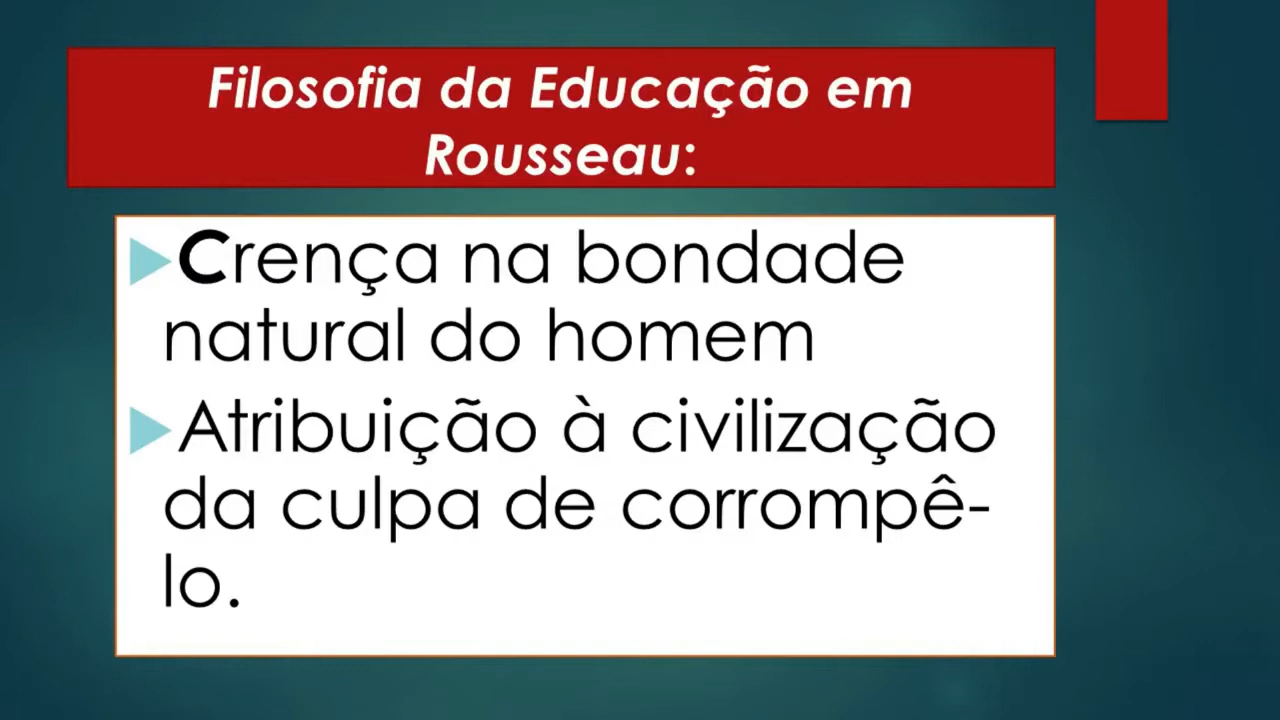 Filosofia da Educação em
Rousseau:
Crença na bondade
natural do homem
Atribuição à civilização
da culpa de corrompê-
lo.